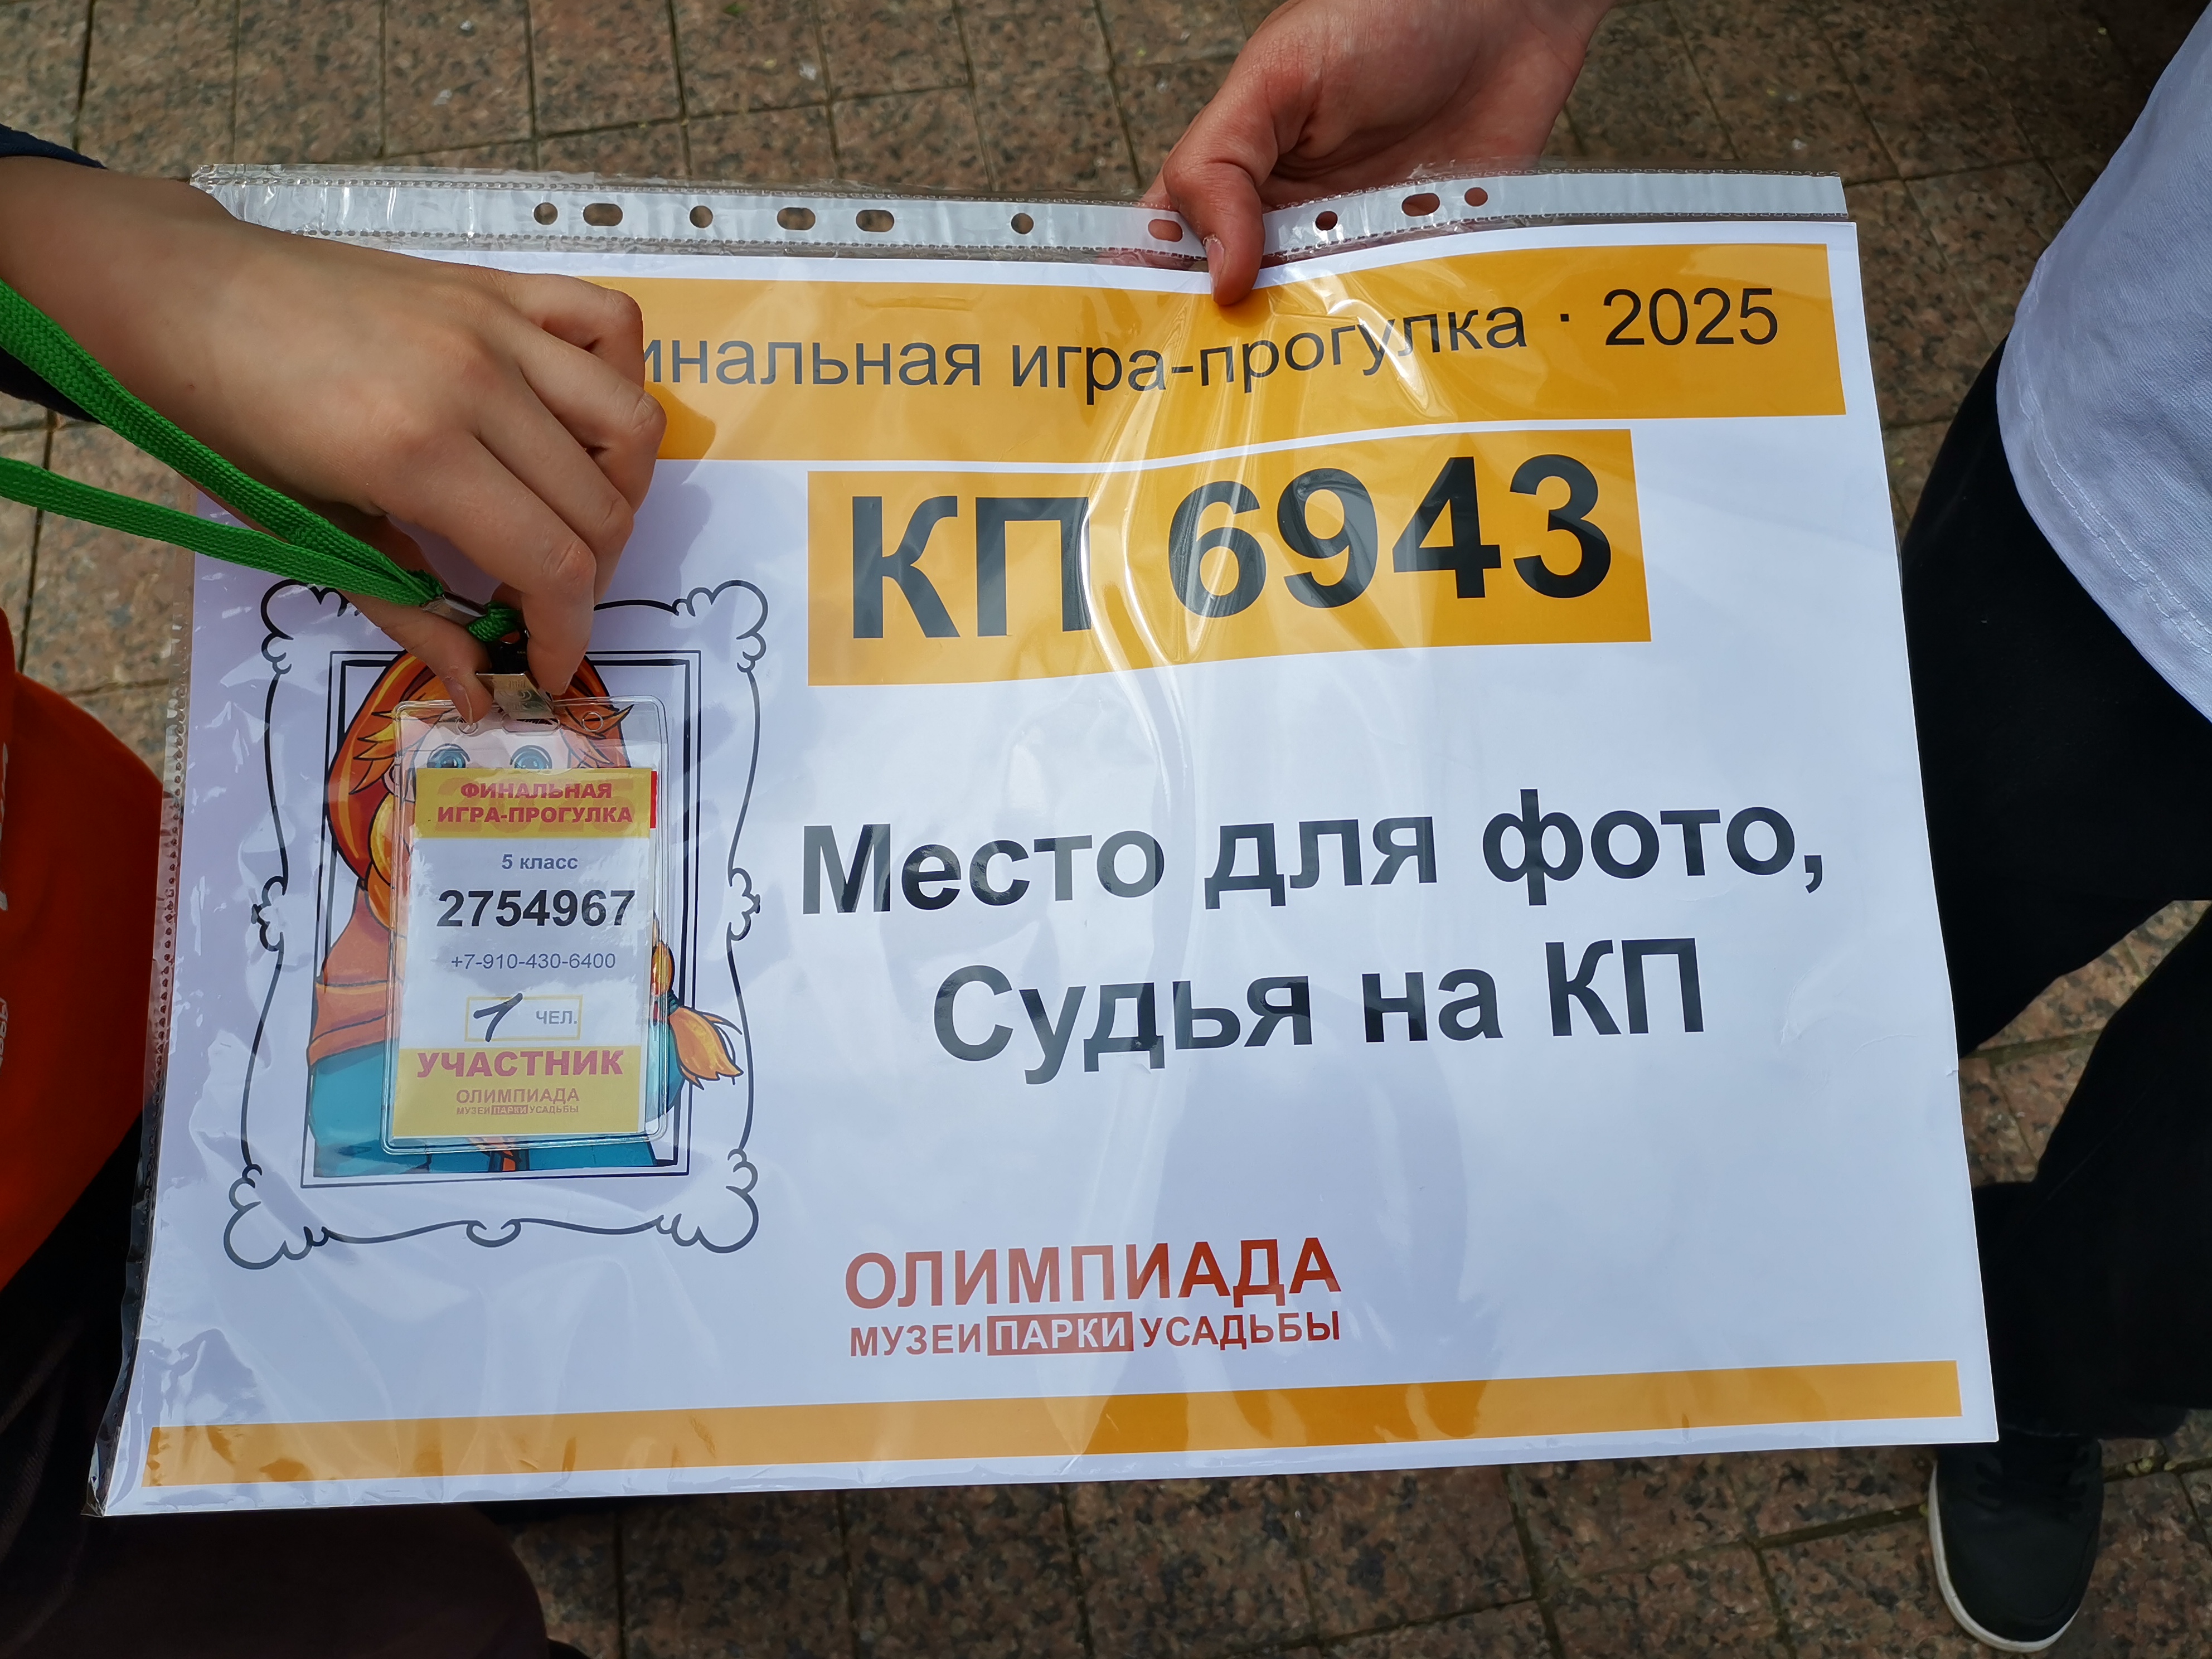 инальная игра-прогулка · 2025
КП 6943
Место для фото,
Судья на КП
ОЛИМПИАДА
МУЗЕИ ПАРКИ УСАДЬБЫ
ФИНАЛЬНАЯ
ИГРА-ПРОГУЛКА
5 класс
2754967
+7-910-430-6400
1 ЧЕЛ.
УЧАСТНИК
ОЛИМПИАДА
МУЗЕИ ПАРКИ УСАДЬБЫ